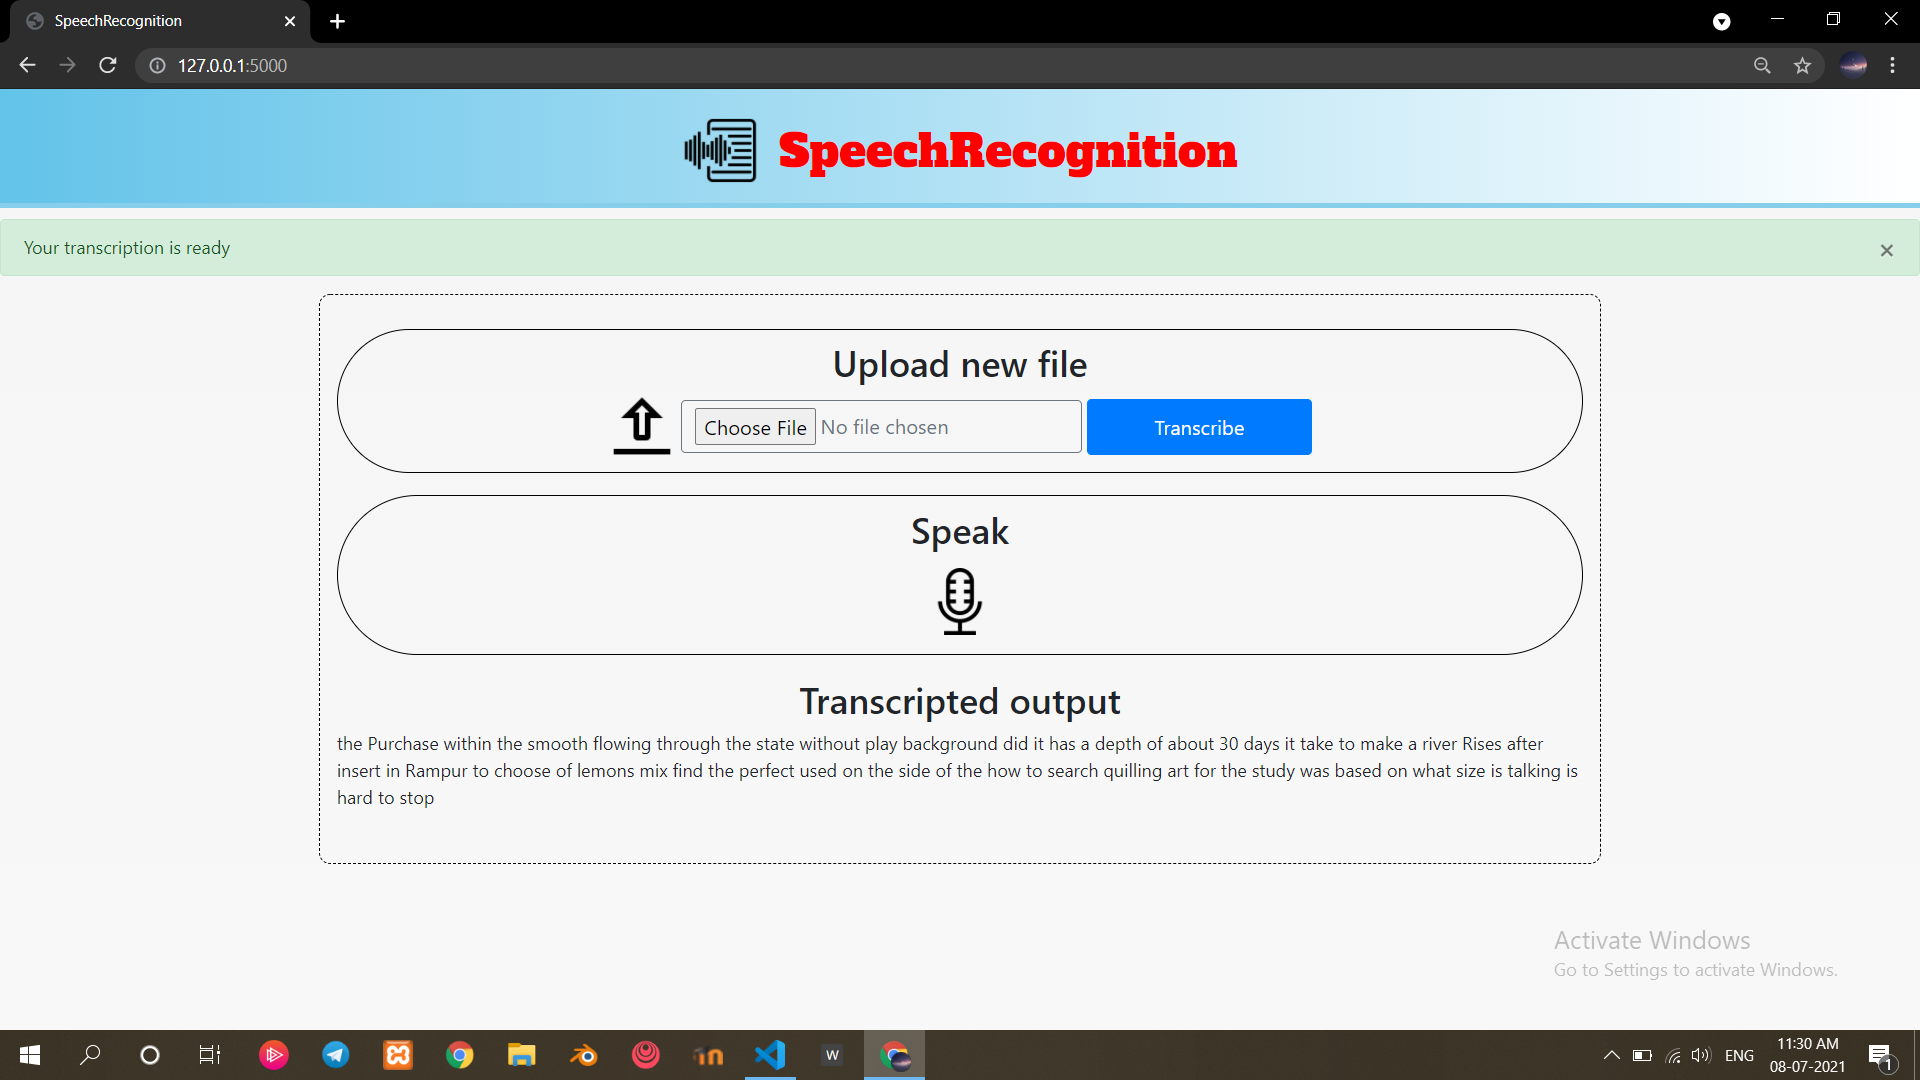 SpeechRecognition
127.0.0.1:5000
SpeechRecognition
Your transcription is ready
×
Upload new file
Choose File No file chosen Transcribe
Speak
Transcripted output
the Purchase within the smooth flowing through the state without play background did it has a depth of about 30 days it take to make a river Rises after
insert in Rampur to choose of lemons mix find the perfect used on the side of the how to search quilling art for the study was based on what size is talking is
hard to stop
Activate Windows
Go to Settings to activate Windows.
W
ENG
11:30 AM
08-07-2021
1